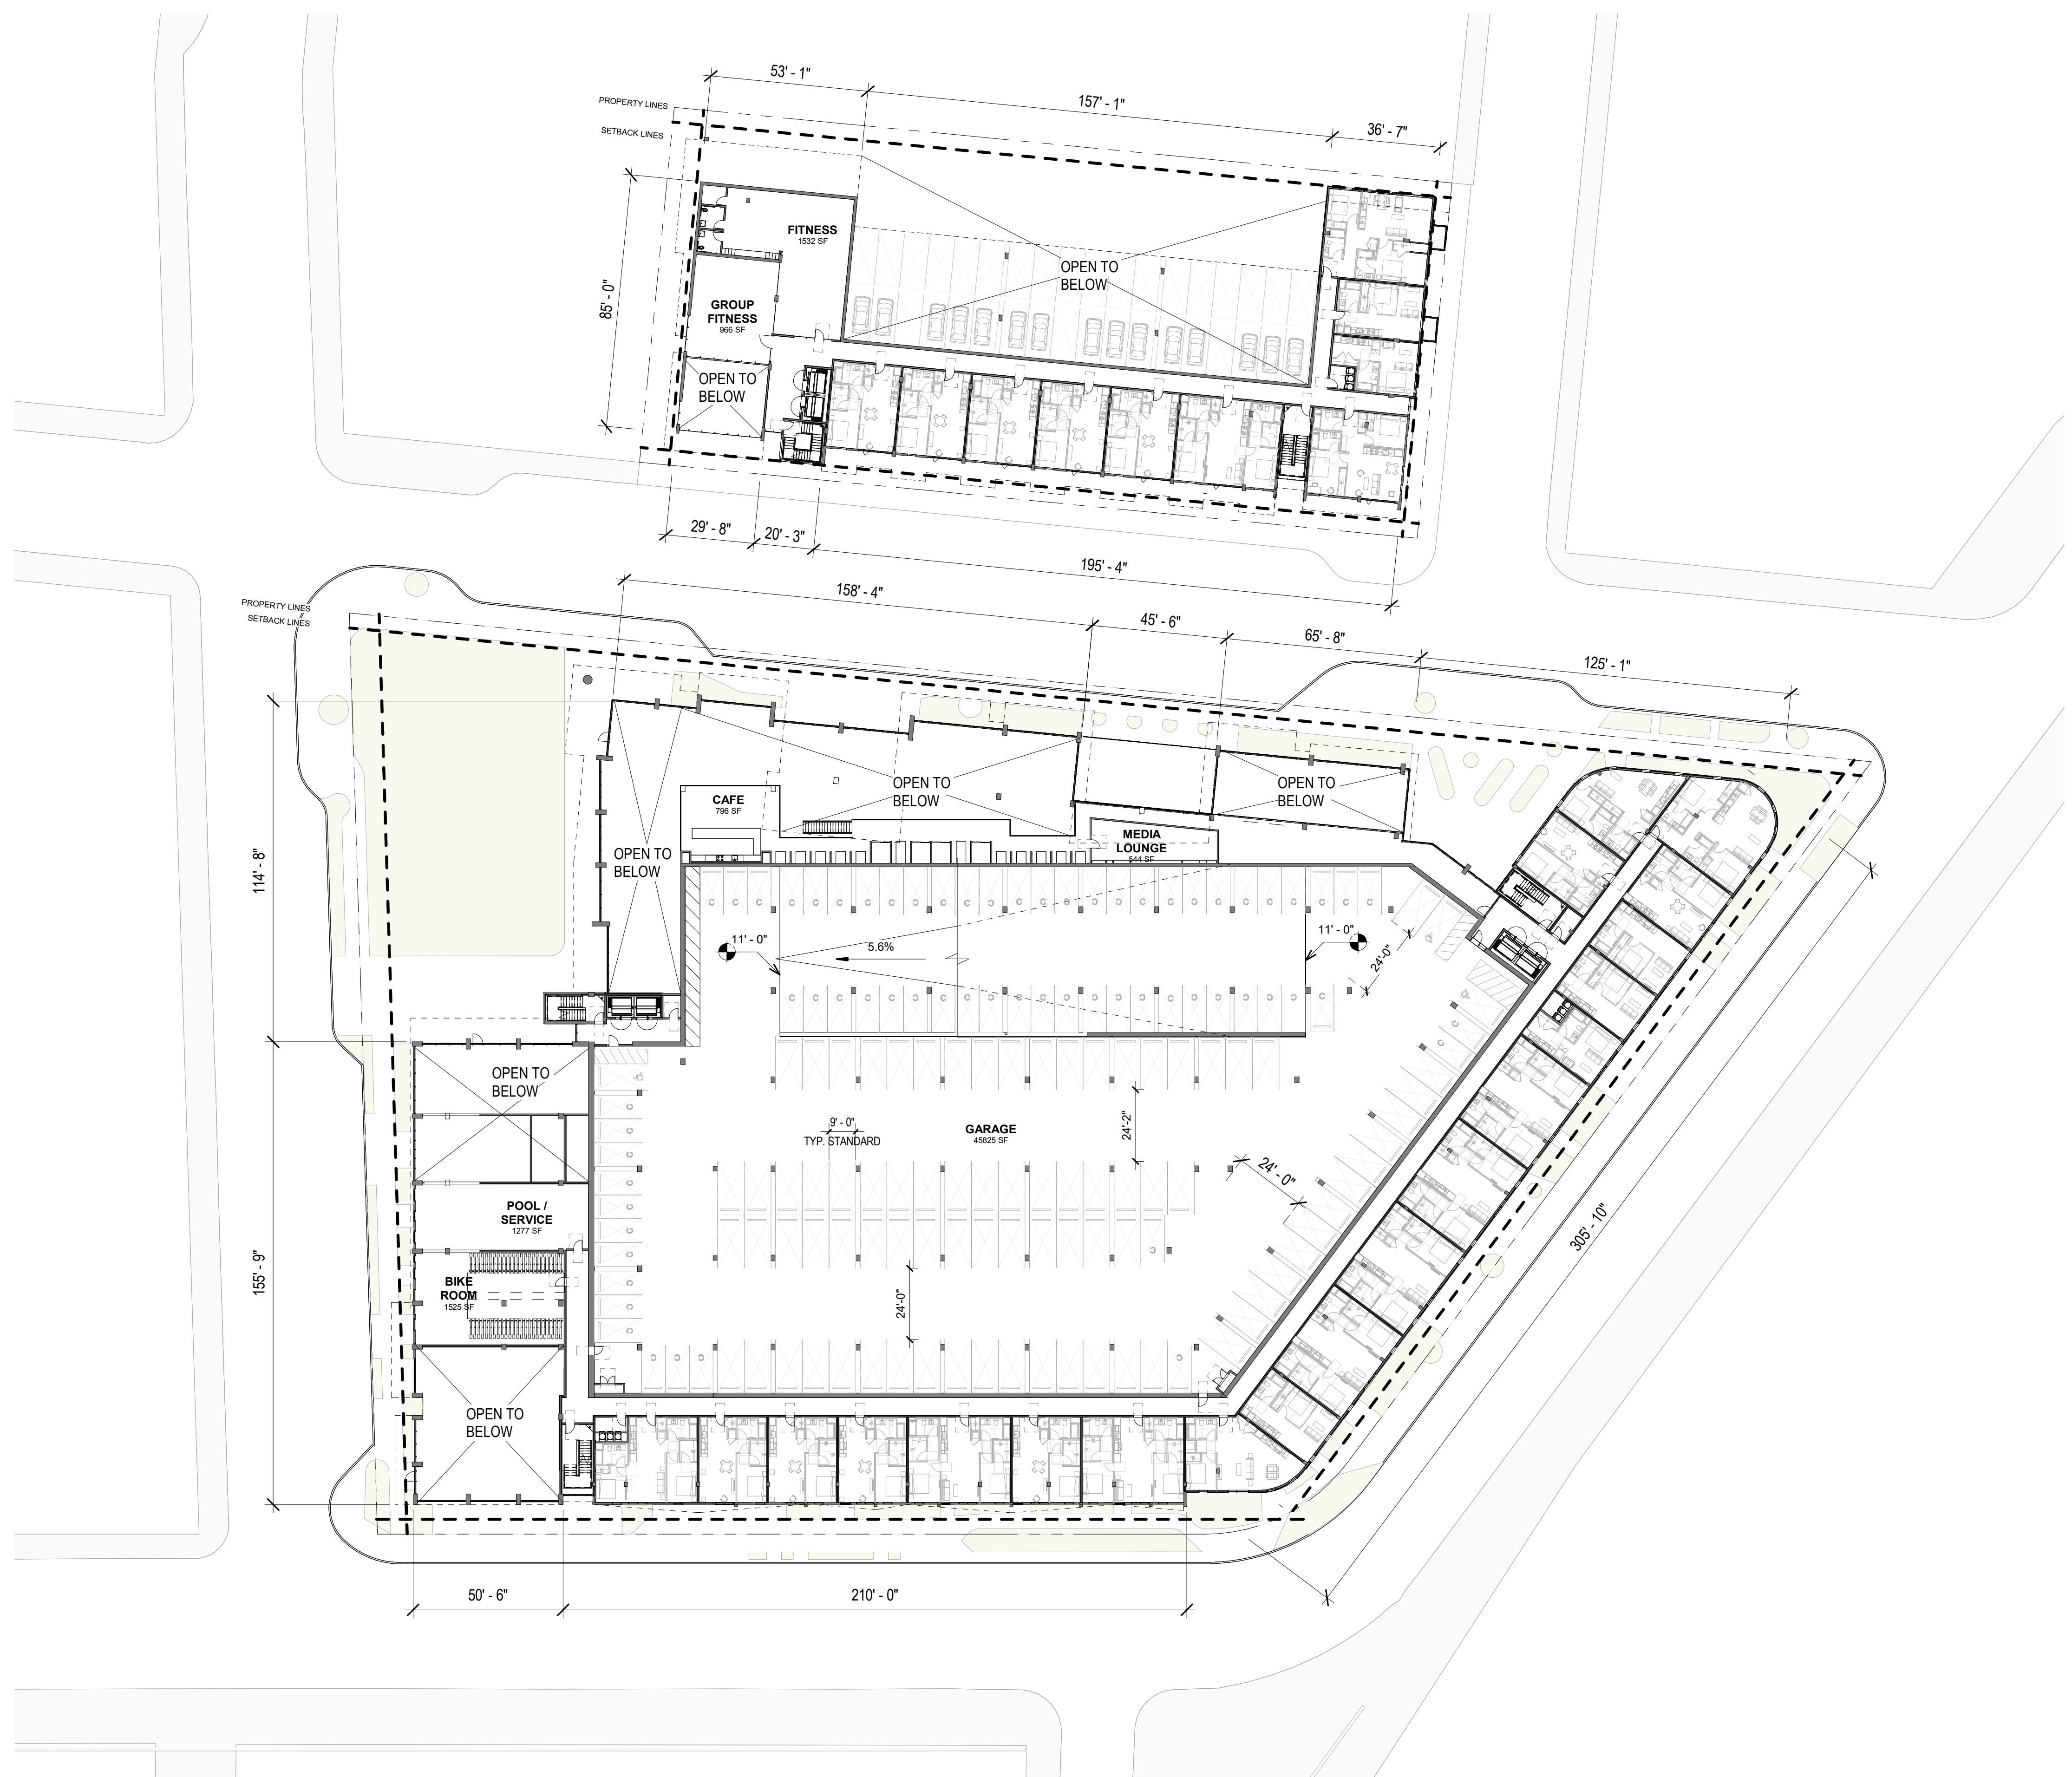 53' - 1"
157' - 1"
36' - 7"
PROPERTY LINES
SETBACK LINES
85' - 0"
FITNESS
1532 SF
OPEN TO
BELOW
GROUP
FITNESS
966 SF
OPEN TO
BELOW
29' - 8"
20' - 3"
195' - 4"
158' - 4"
45' - 6"
65' - 8"
125' - 1"
PROPERTY LINES
SETBACK LINES
114' - 8"
OPEN TO
BELOW
CAFE
796 SF
OPEN TO
BELOW
OPEN TO
BELOW
MEDIA
LOUNGE
544 SF
11' - 0"
5.6%
11' - 0"
24'-0"
OPEN TO
BELOW
9' - 0"
TYP. STANDARD
GARAGE
45825 SF
24'-2"
24' - 0"
POOL /
SERVICE
1277 SF
BIKE
ROOM
1525 SF
155' - 9"
24'-0"
305' - 10"
OPEN TO
BELOW
50' - 6"
210' - 0"